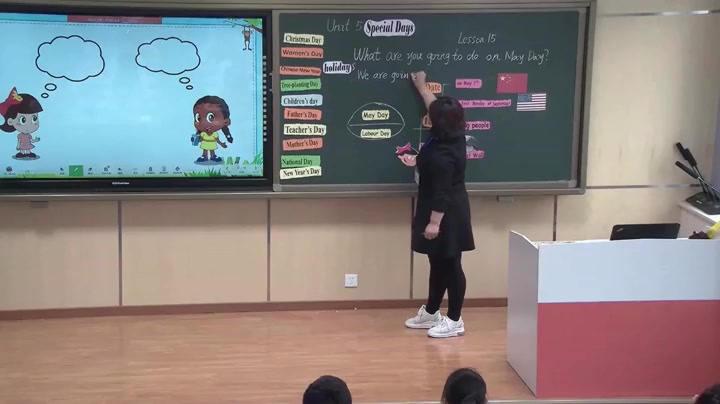 Unit 5 Special Days
Lesson 15
Christmas Day
Women's Day
Chinese New Year
Tree-planting Day
Children's day
Father's Day
Teacher's Day
Mother's Day
National Day
New Year's Day
holidays
What are you going to do on May Day?
We are goin
Date
on May 1st
first Monday of September
May Day
Labour Day
people